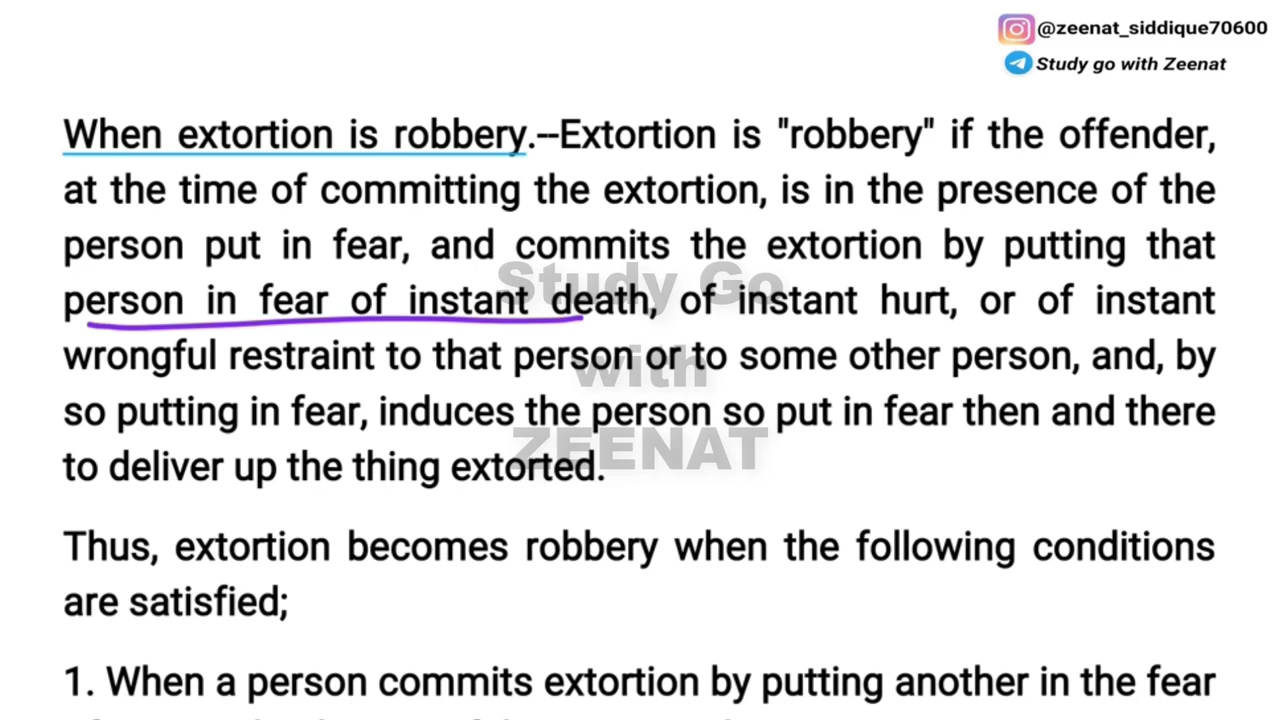 @zeenat_siddique70600
Study go with Zeenat
When extortion is robbery.--Extortion is "robbery" if the offender,
at the time of committing the extortion, is in the presence of the
person put in fear, and commits the extortion by putting that
person in fear of instant death, of instant hurt, or of instant
wrongful restraint to that person or to some other person, and, by
so putting in fear, induces the person so put in fear then and there
to deliver up the thing extorted.
Study Go
with
ZEENAT
Thus, extortion becomes robbery when the following conditions
are satisfied;
1. When a person commits extortion by putting another in the fear